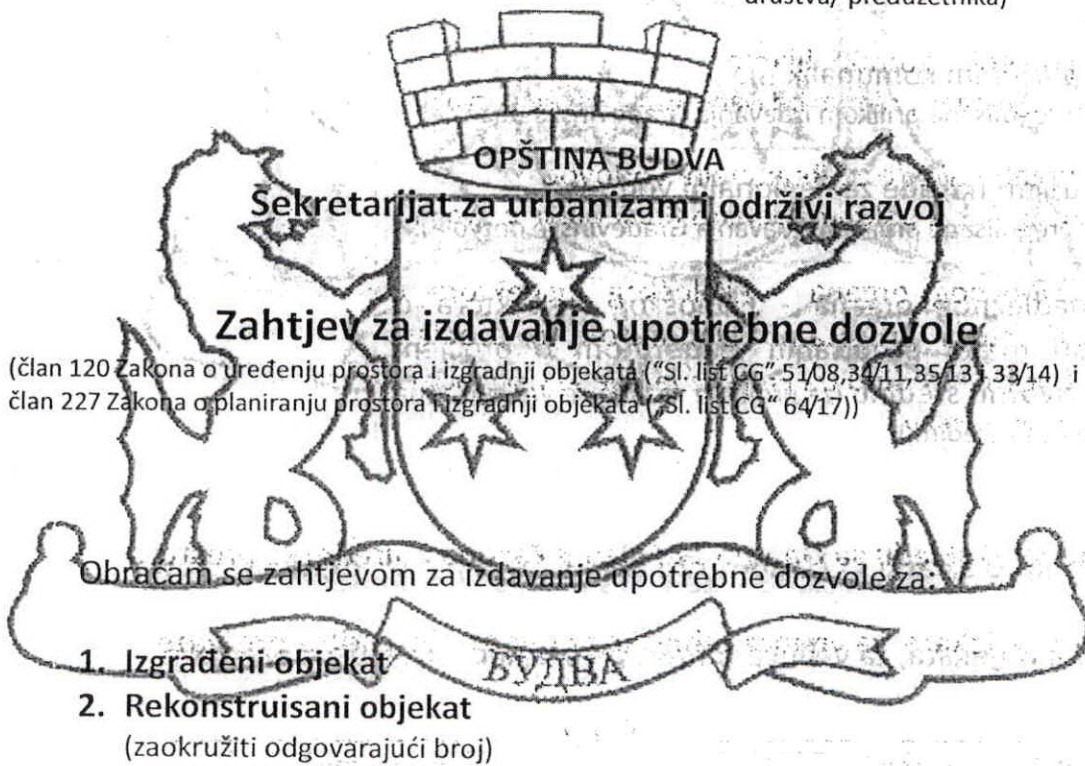 društva/ preduzetnika)
OPŠTINA BUDVA
Sekretarijat za urbanizam i održivi razvoj
Zahtjev za izdavanje upotrebne dozvole
(član 120 Zakona o uređenju prostora i izgradnji objekata ("Sl. list CG" 51/08,34/11,35/13 i 33/14) i
član 227 Zakona o planiranju prostora i izgradnji objekata („Sl. list CG“ 64/17))
Obraćam se zahtjevom za izdavanje upotrebne dozvole za:
1. Izgrađeni objekat
БУДВА
2. Rekonstruisani objekat
(zaokružiti odgovarajući broj)